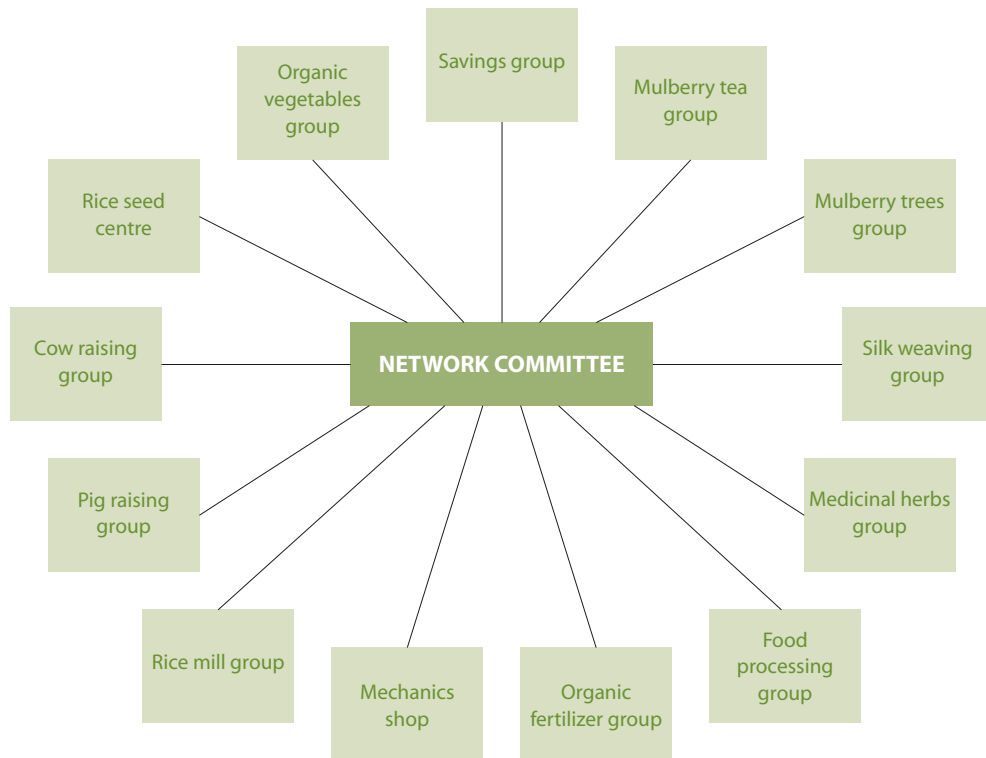 Savings group
Organic
vegetables
group
Mulberry tea
group
Rice seed
centre
Mulberry trees
group
Cow raising
group
NETWORK COMMITTEE
Silk weaving
group
Pig raising
group
Medicinal herbs
group
Rice mill group
Mechanics
shop
Organic
fertilizer group
Food
processing
group